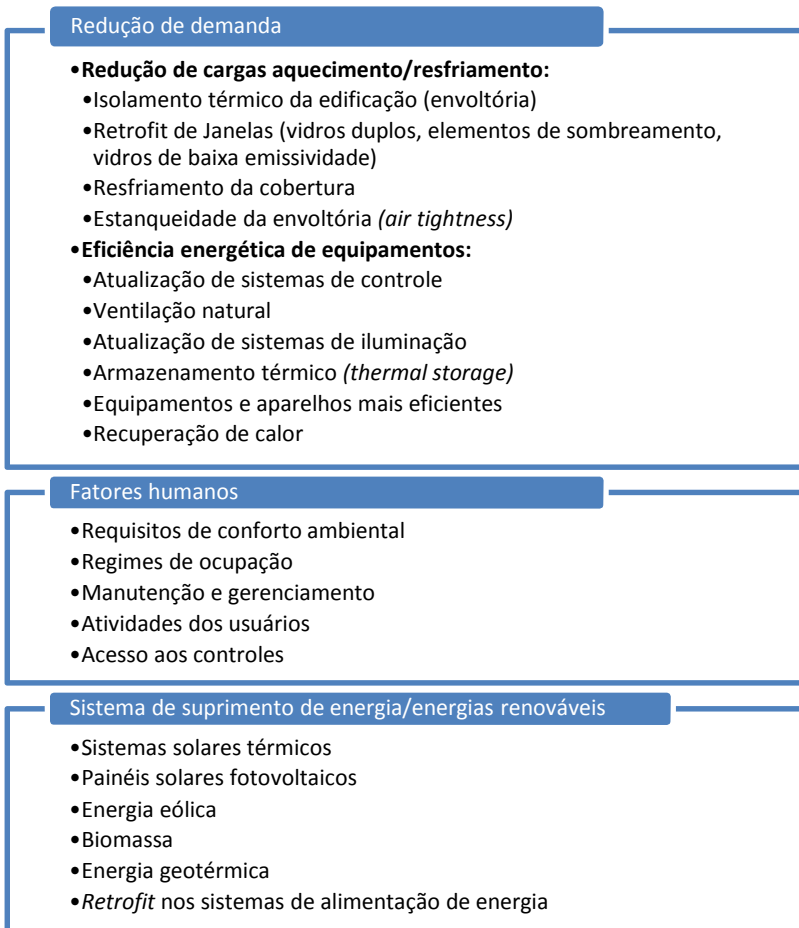 Redução de demanda
•Redução de cargas aquecimento/resfriamento:
•Isolamento térmico da edificação (envoltória)
•Retrofit de Janelas (vidros duplos, elementos de sombreamento,
vidros de baixa emissividade)
•Resfriamento da cobertura
•Estanqueidade da envoltória (air tightness)
•Eficiência energética de equipamentos:
•Atualização de sistemas de controle
•Ventilação natural
•Atualização de sistemas de iluminação
•Armazenamento térmico (thermal storage)
•Equipamentos e aparelhos mais eficientes
•Recuperação de calor
Fatores humanos
•Requisitos de conforto ambiental
•Regimes de ocupação
•Manutenção e gerenciamento
•Atividades dos usuários
•Acesso aos controles
Sistema de suprimento de energia/energias renováveis
•Sistemas solares térmicos
•Painéis solares fotovoltaicos
•Energia eólica
•Biomassa
•Energia geotérmica
•Retrofit nos sistemas de alimentação de energia